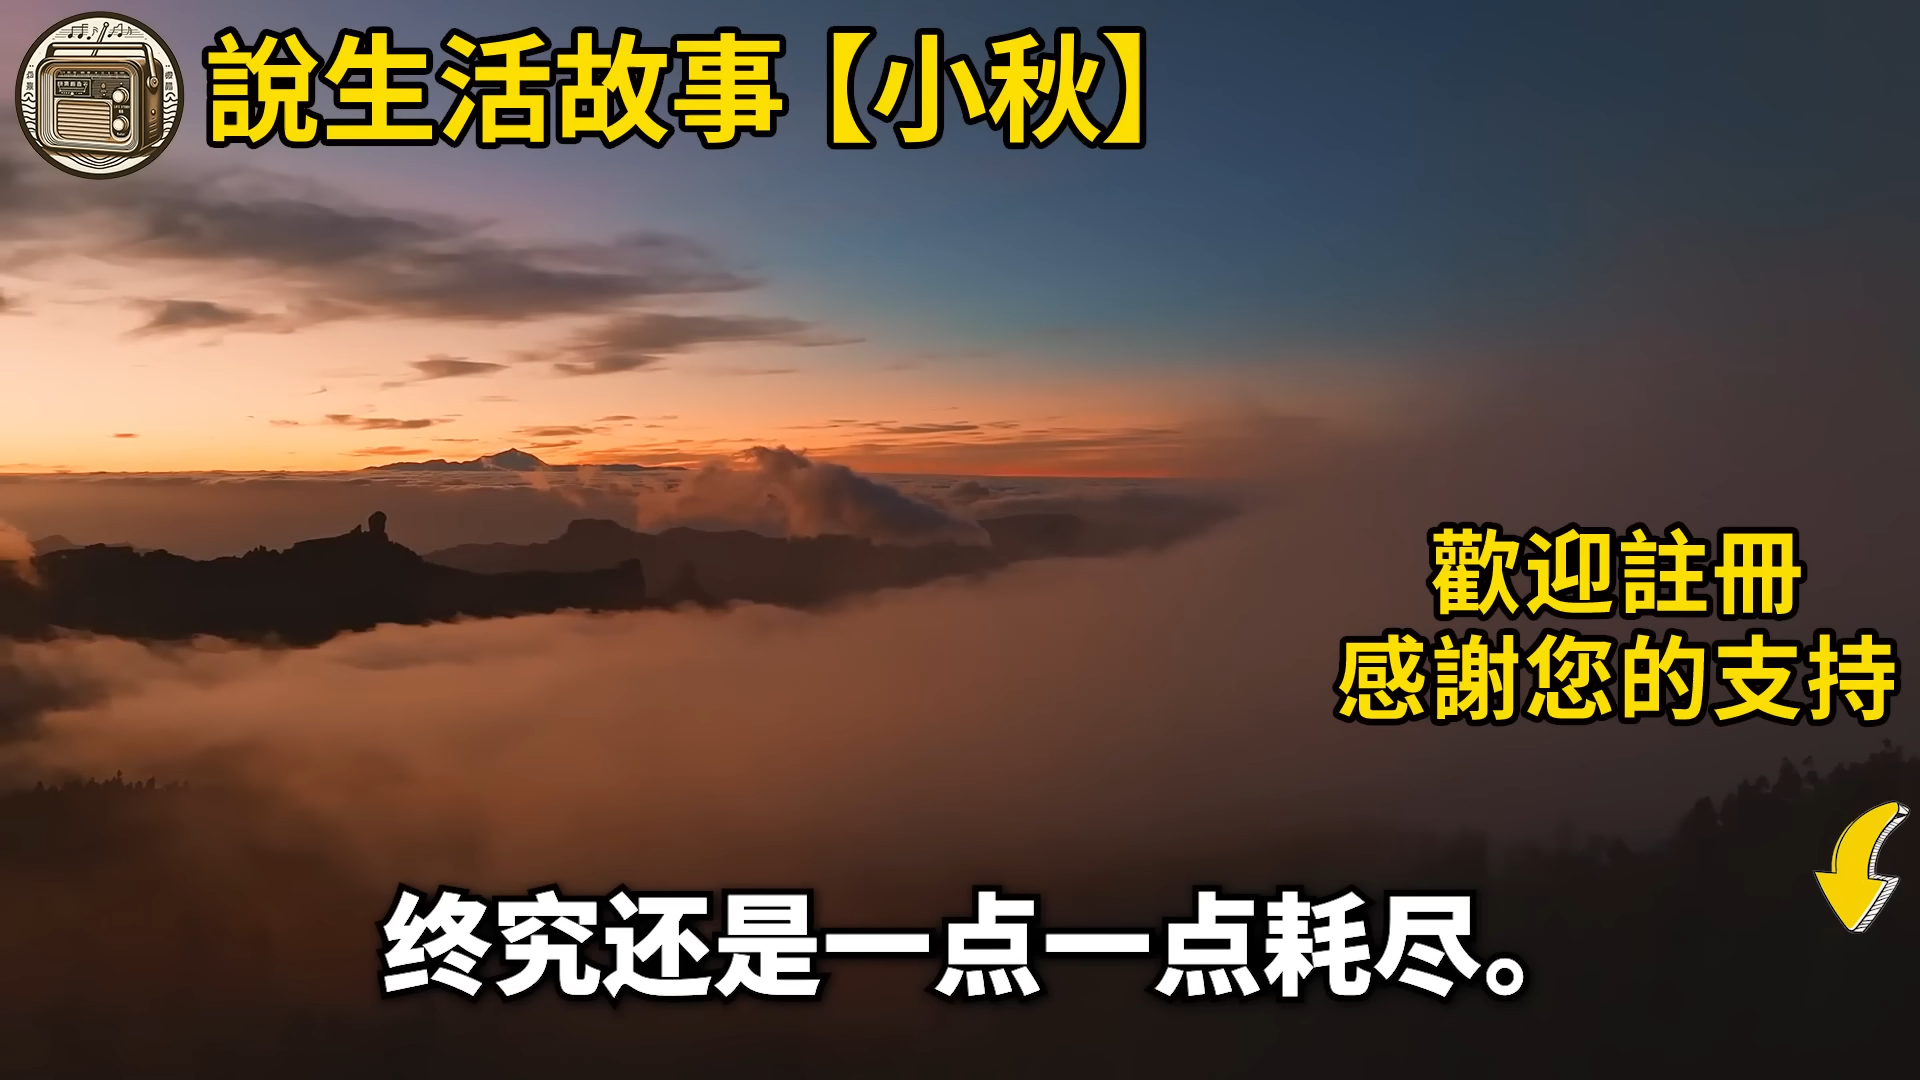 說生活故事【小秋】
歡迎註冊
感謝您的支持
终究还是一点一点耗尽。